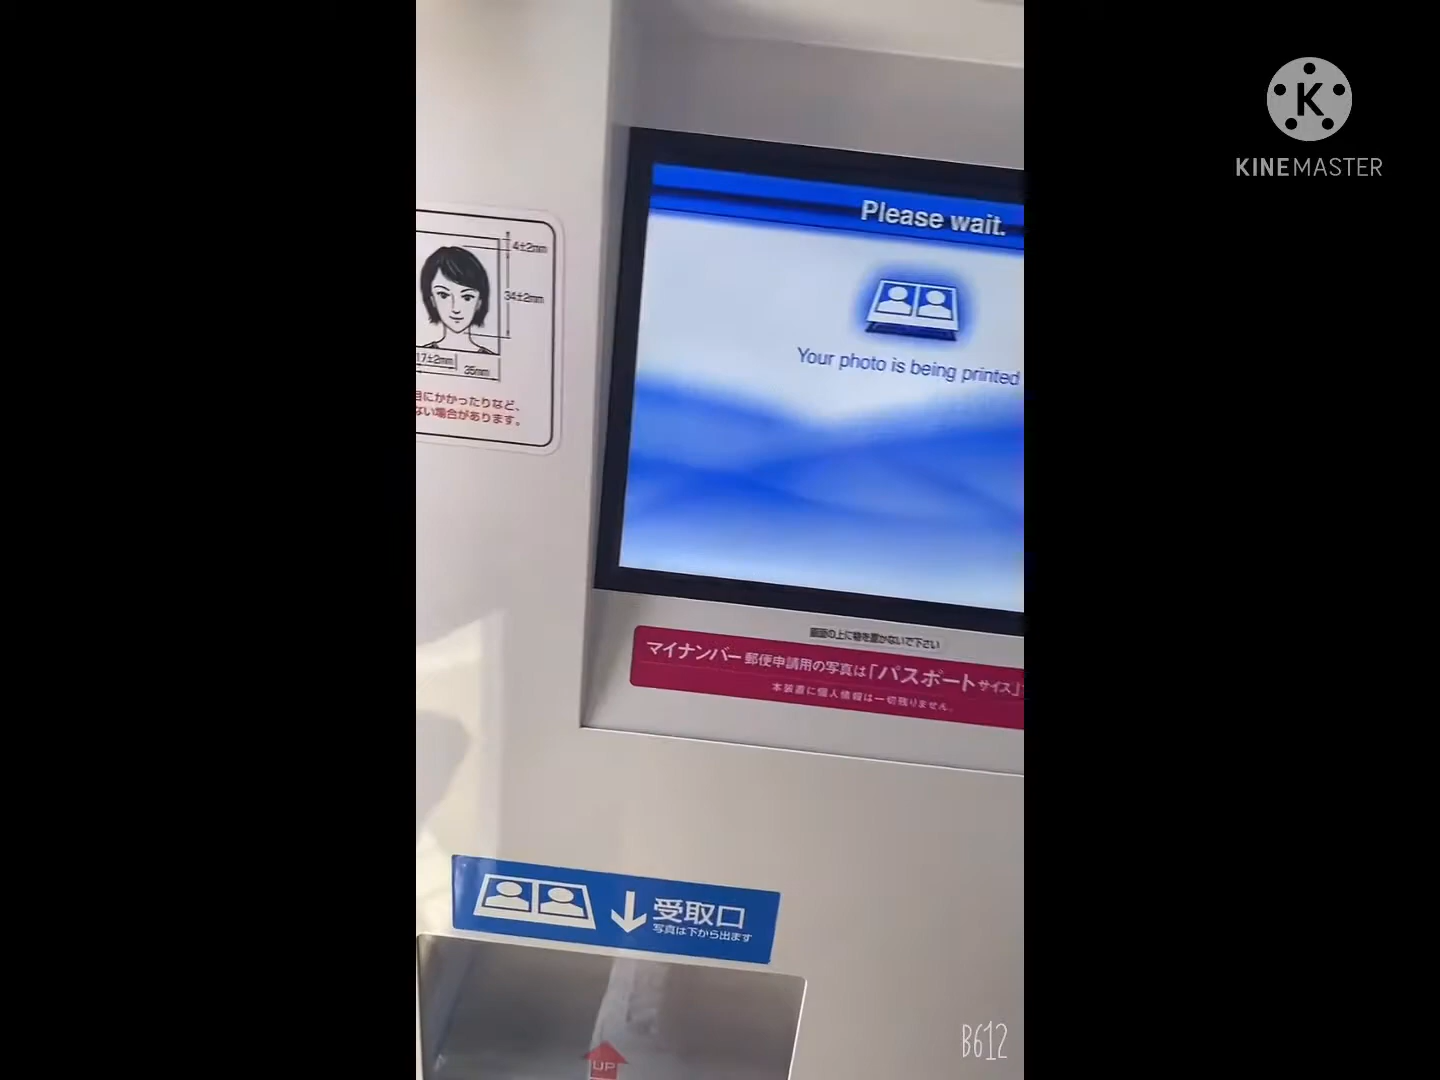 K
KINEMASTER
Please wait.
Your photo is being printed
4±2mm
34±2mm
17±2mm
35mm
目にかかったりなど、
ない場合があります。
画面の上に物を置かないで下さい
マイナンバー郵便申請用の写真は「パスポートサイズ」
本装置に個人情報は一切残りません。
受取口
写真は下から出ます
UP
B612